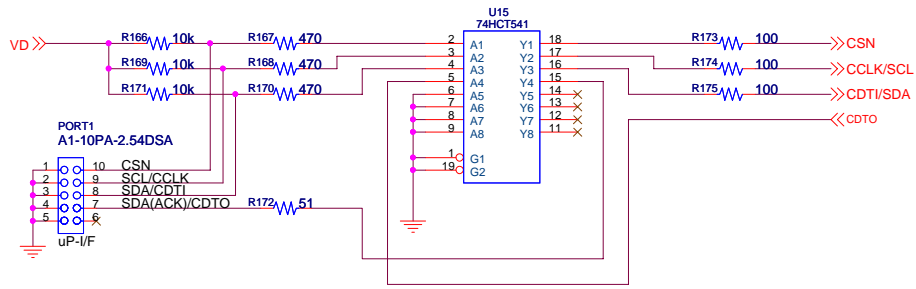 U15
74HCT541
VD
R166 10k
R167 470
2 A1 Y1 18
R173 100
CSN
R169 10k
R168 470
3 A2 Y2 17
R174 100
CCLK/SCL
R171 10k
R170 470
4 A3 Y3 16
R175 100
CDTI/SDA
5 A4 Y4 15
6 A5 Y5 14
7 A6 Y6 13
8 A7 Y7 12
9 A8 Y8 11
CDTO
1 G1
19 G2
PORT1
A1-10PA-2.54DSA
1 10 CSN
2 9 SCL/CCLK
3 8 SDA/CDTI
4 7 SDA(ACK)/CDTO
R172 51
5 6
uP-I/F